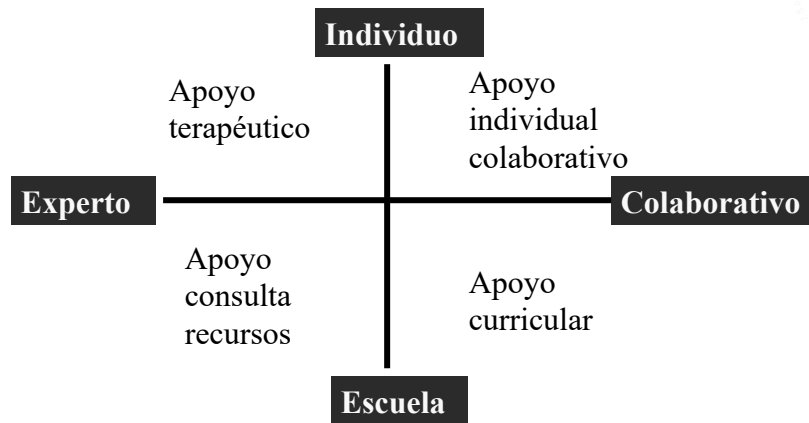 Individuo
Apoyo
terapéutico
Apoyo
individual
colaborativo
Experto
Colaborativo
Apoyo
consulta
recursos
Apoyo
curricular
Escuela